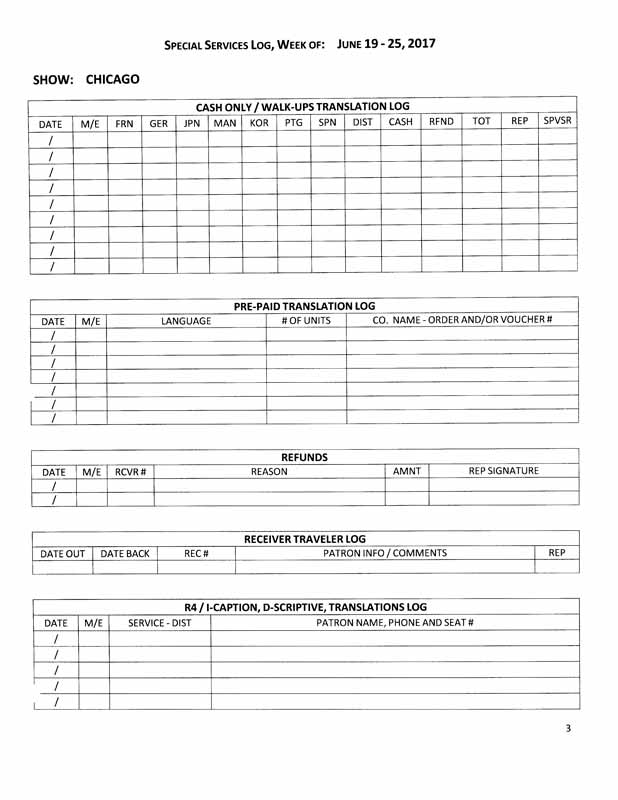 SPECIAL SERVICES LOG, WEEK OF: JUNE 19 - 25, 2017
SHOW: CHICAGO
CASH ONLY / WALK-UPS TRANSLATION LOG
DATE M/E FRN GER JPN MAN KOR PTG SPN DIST CASH RFND TOT REP SPVSR
/
/
/
/
/
/
/
/
/
PRE-PAID TRANSLATION LOG
DATE M/E LANGUAGE # OF UNITS CO. NAME - ORDER AND/OR VOUCHER #
/
/
/
/
/
/
/
REFUNDS
DATE M/E RCVR # REASON AMNT REP SIGNATURE
/
/
RECEIVER TRAVELER LOG
DATE OUT DATE BACK REC # PATRON INFO / COMMENTS REP
R4 / I-CAPTION, D-SCRIPTIVE, TRANSLATIONS LOG
DATE M/E SERVICE - DIST PATRON NAME, PHONE AND SEAT #
/
/
/
/
/
3